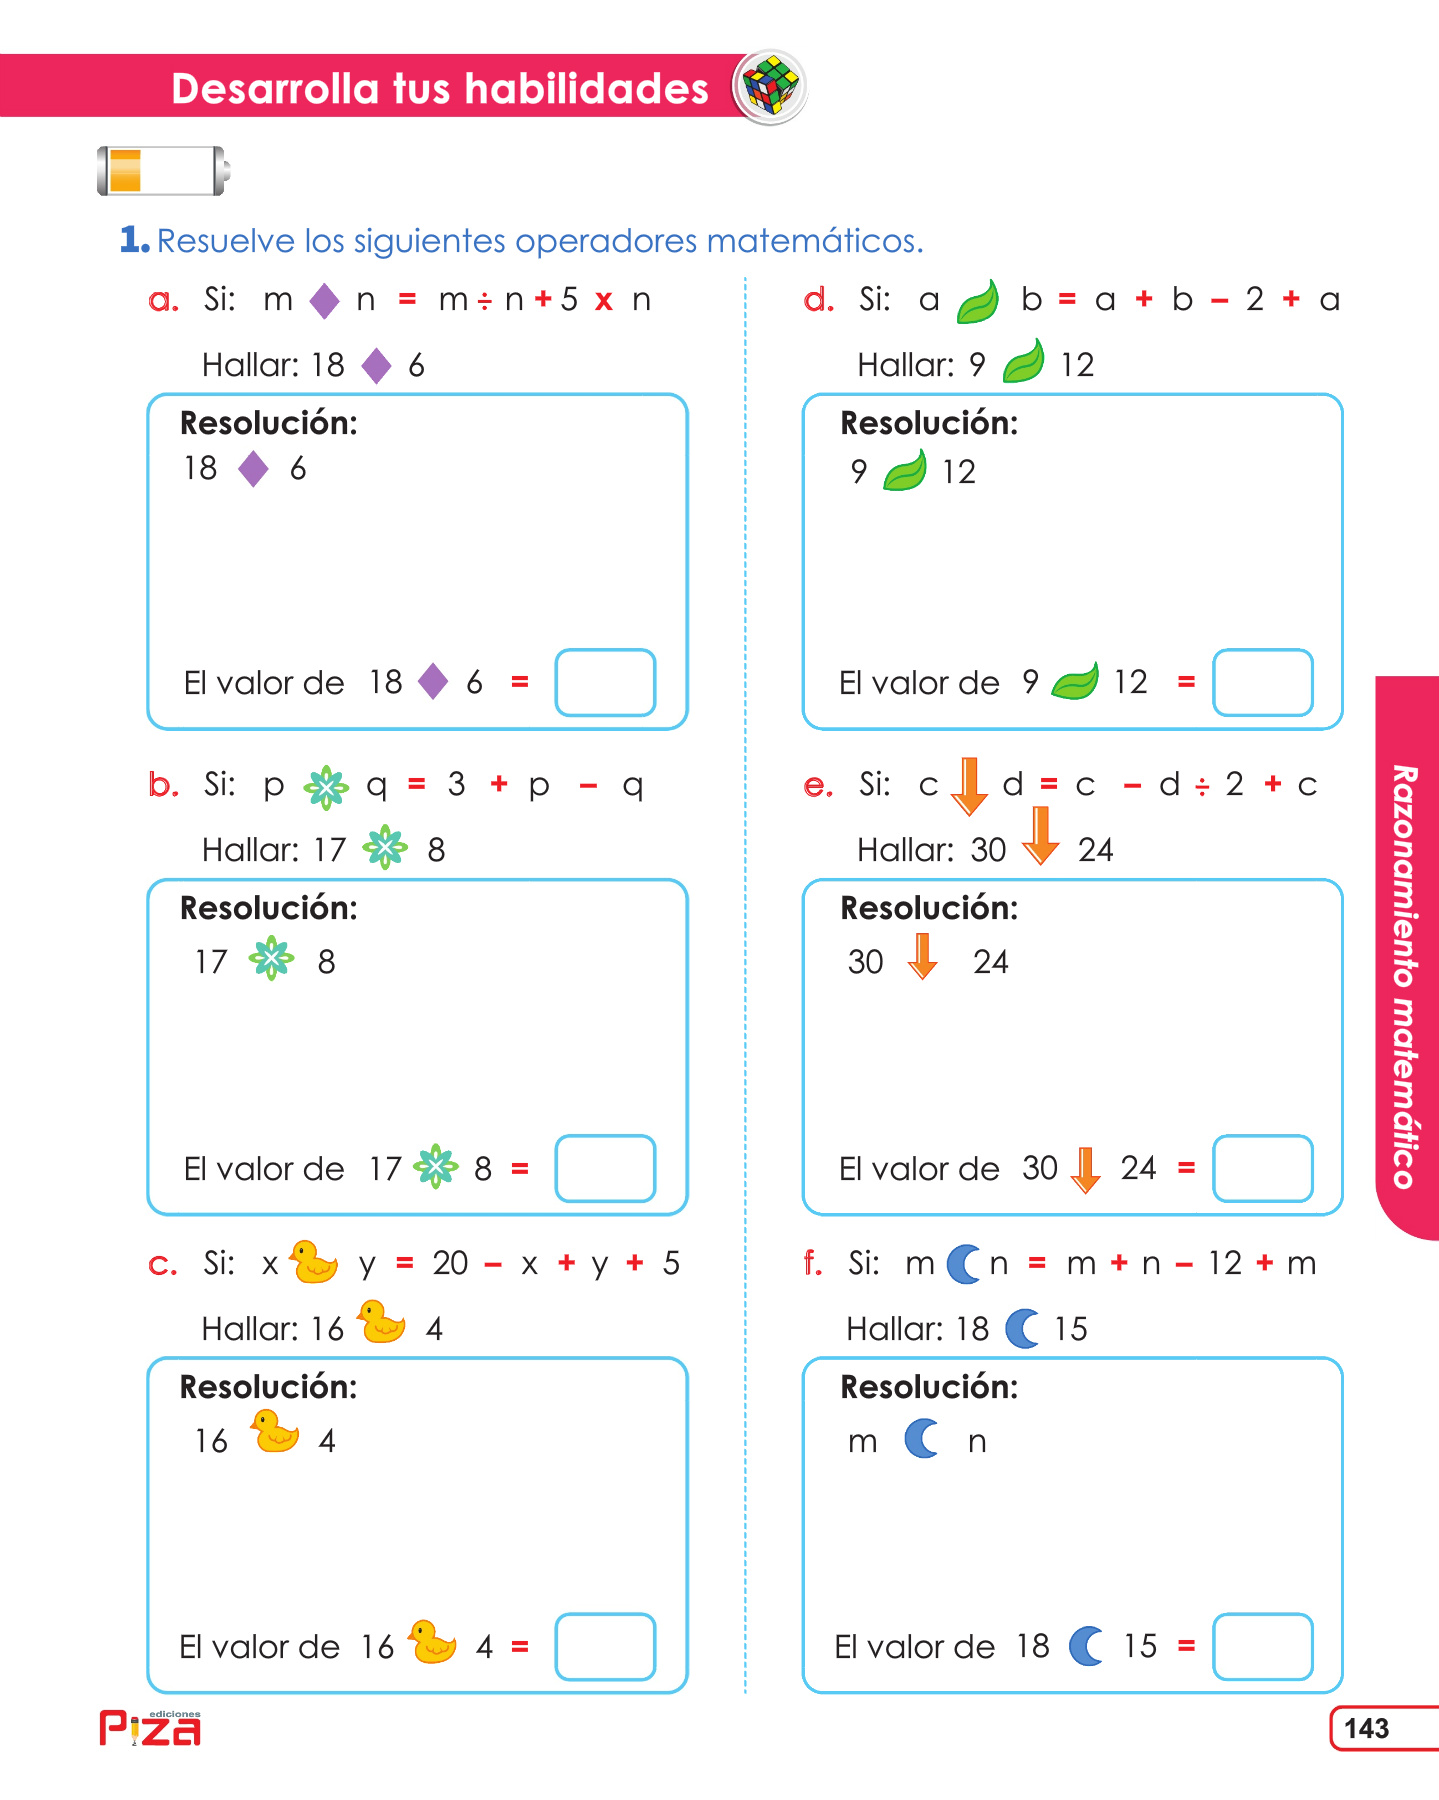 Desarrolla tus habilidades
1. Resuelve los siguientes operadores matemáticos.
a. Si: m n = m ÷ n + 5 x n
Hallar: 18 6
Resolución:
18 6
El valor de 18 6 =
b. Si: p q = 3 + p – q
Hallar: 17 8
Resolución:
17 8
El valor de 17 8 =
c. Si: x y = 20 – x + y + 5
Hallar: 16 4
Resolución:
16 4
El valor de 16 4 =
d. Si: a b = a + b – 2 + a
Hallar: 9 12
Resolución:
9 12
El valor de 9 12 =
e. Si: c d = c – d ÷ 2 + c
Hallar: 30 24
Resolución:
30 24
El valor de 30 24 =
f. Si: m n = m + n – 12 + m
Hallar: 18 15
Resolución:
m n
El valor de 18 15 =
Razonamiento matemático
ediciones
Piza
143